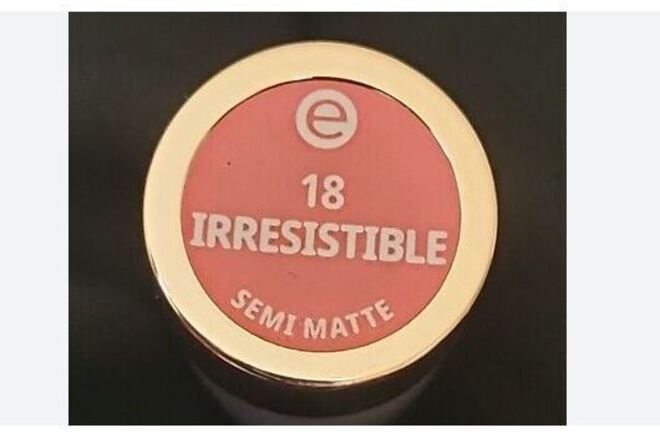 e
18
IRRESISTIBLE
SEMI MATTE